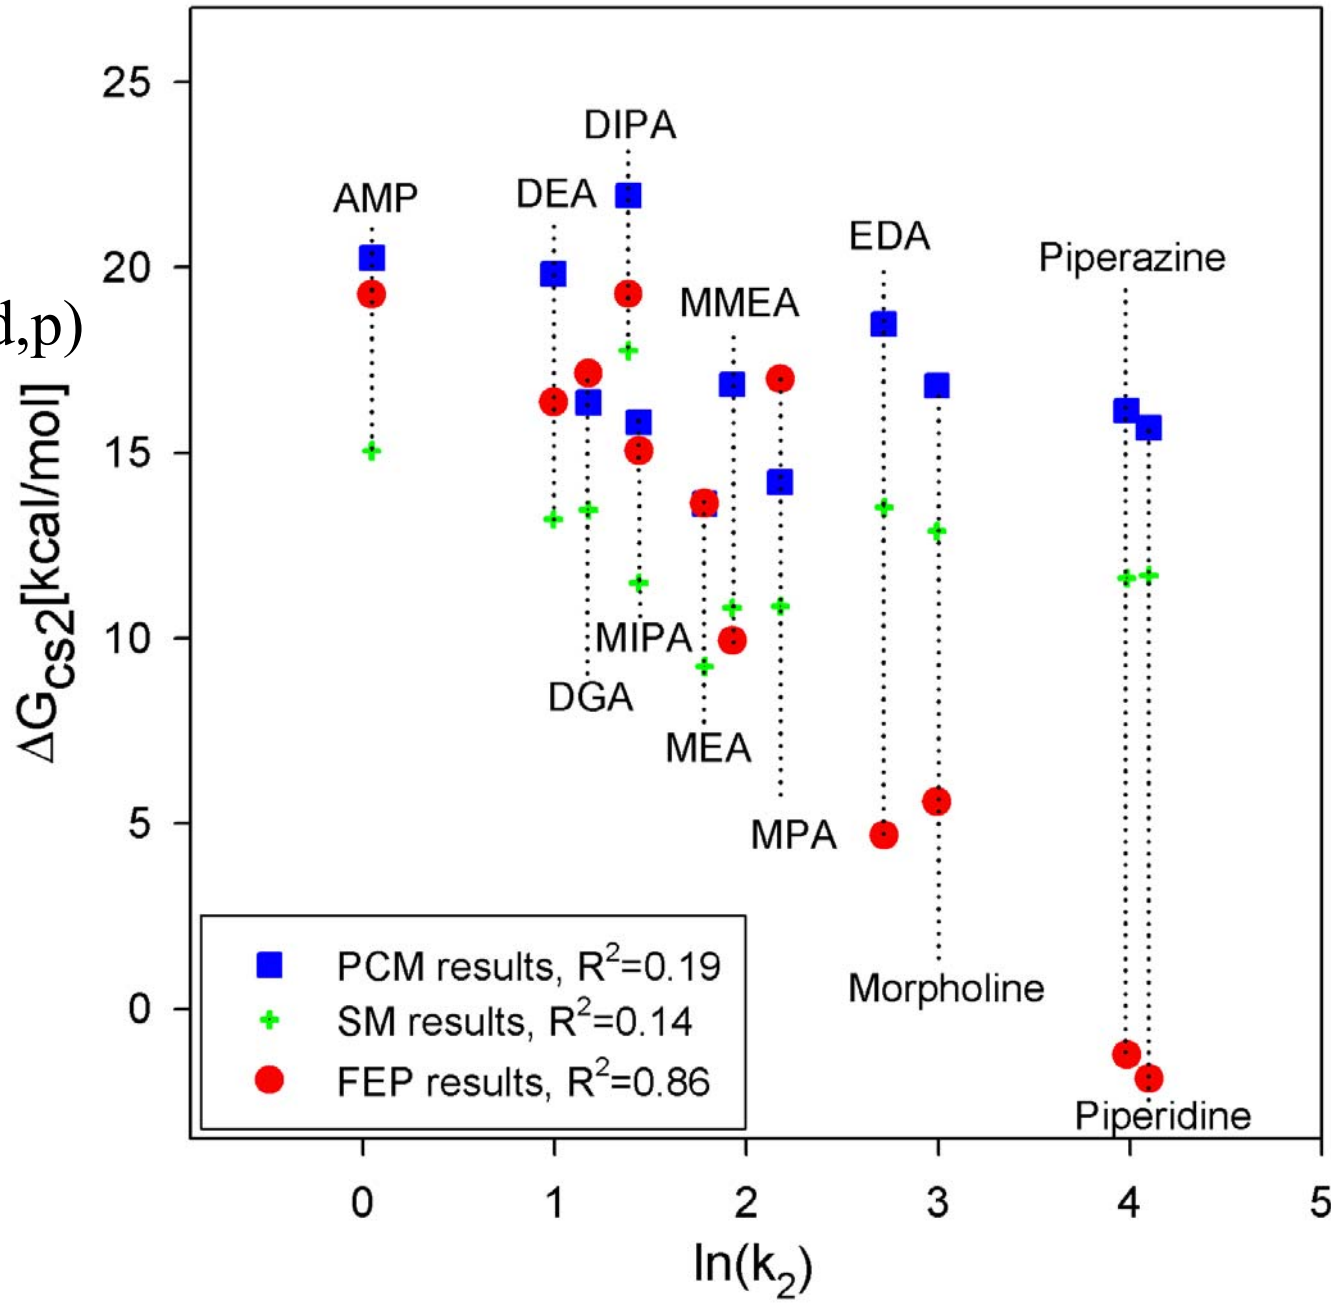 25
20
15
10
5
0
d,p)
ΔG_CS2[kcal/mol]
AMP
DEA
DIPA
MMEA
EDA
Piperazine
MIPA
DGA
MEA
MPA
Morpholine
Piperidine
PCM results, R²=0.19
SM results, R²=0.14
FEP results, R²=0.86
0 1 2 3 4 5
ln(k₂)